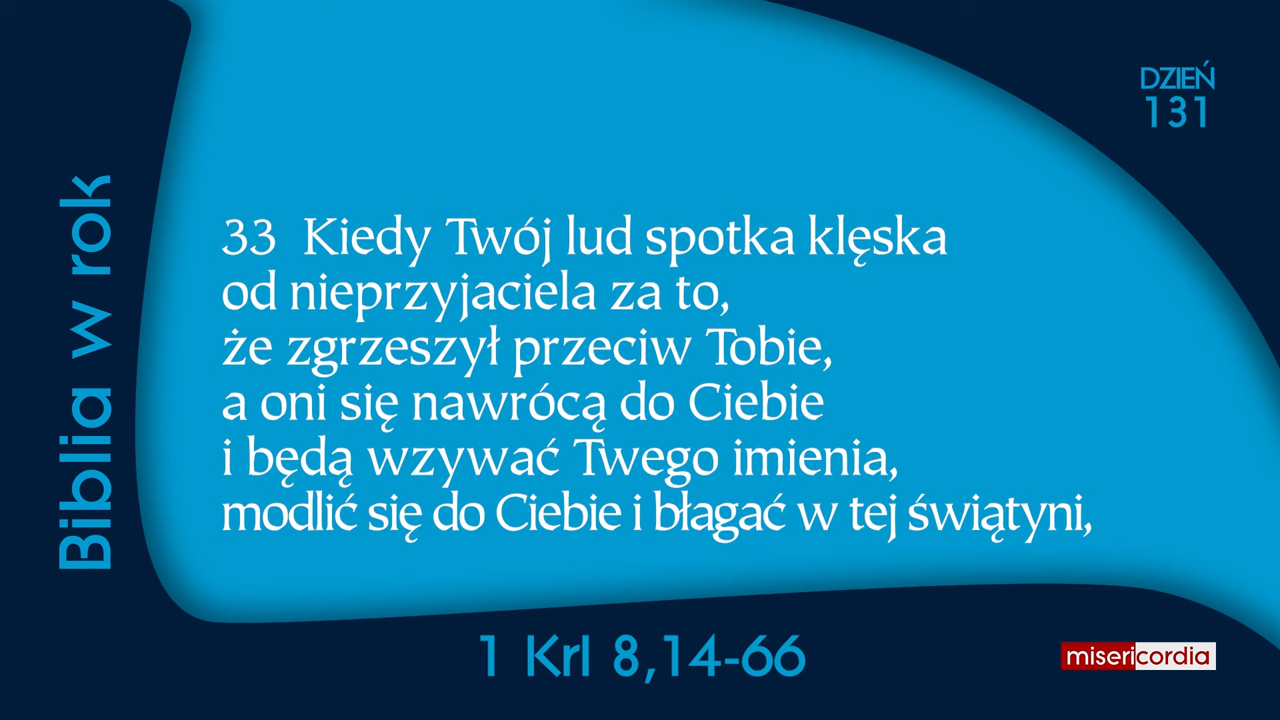 DZIEŃ
131
Biblia w rok
33 Kiedy Twój lud spotka klęska
od nieprzyjaciela za to,
że zgrzeszył przeciw Tobie,
a oni się nawrócą do Ciebie
i będą wzywać Twego imienia,
modlić się do Ciebie i błagać w tej świątyni,
1 Krl 8,14-66
misericordia